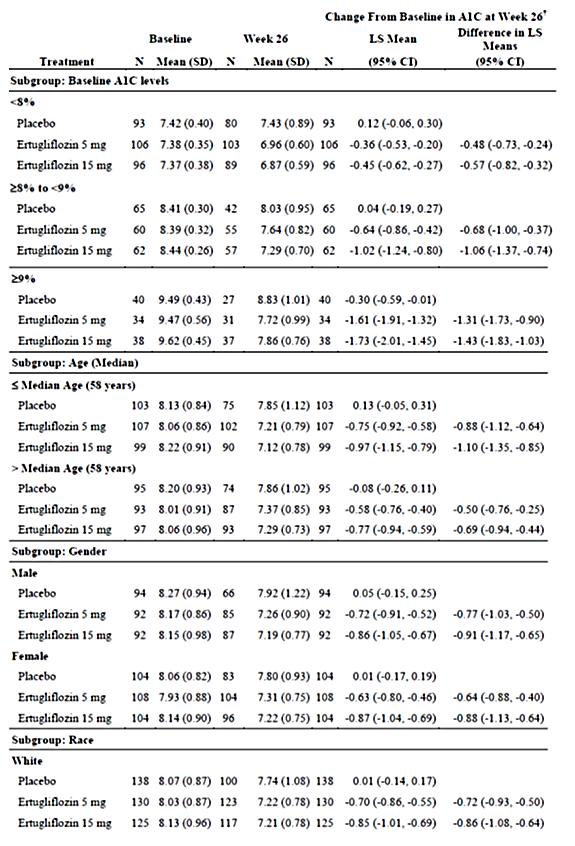 Change From Baseline in A1C at Week 26†
Baseline Week 26 LS Mean Difference in LS Means
Treatment N Mean (SD) N Mean (SD) N (95% CI) (95% CI)
Subgroup: Baseline A1C levels
<8%
Placebo 93 7.42 (0.40) 80 7.43 (0.89) 93 0.12 (-0.06, 0.30)
Ertugliflozin 5 mg 106 7.38 (0.35) 103 6.96 (0.60) 106 -0.36 (-0.53, -0.20) -0.48 (-0.73, -0.24)
Ertugliflozin 15 mg 96 7.37 (0.38) 89 6.87 (0.59) 96 -0.45 (-0.62, -0.27) -0.57 (-0.82, -0.32)
≥8% to <9%
Placebo 65 8.41 (0.30) 42 8.03 (0.95) 65 0.04 (-0.19, 0.27)
Ertugliflozin 5 mg 60 8.39 (0.32) 55 7.64 (0.82) 60 -0.64 (-0.86, -0.42) -0.68 (-1.00, -0.37)
Ertugliflozin 15 mg 62 8.44 (0.26) 57 7.29 (0.70) 62 -1.02 (-1.24, -0.80) -1.06 (-1.37, -0.74)
≥9%
Placebo 40 9.49 (0.43) 27 8.83 (1.01) 40 -0.30 (-0.59, -0.01)
Ertugliflozin 5 mg 34 9.47 (0.56) 31 7.72 (0.99) 34 -1.61 (-1.91, -1.32) -1.31 (-1.73, -0.90)
Ertugliflozin 15 mg 38 9.62 (0.45) 37 7.86 (0.76) 38 -1.73 (-2.01, -1.45) -1.43 (-1.83, -1.03)
Subgroup: Age (Median)
≤ Median Age (58 years)
Placebo 103 8.13 (0.84) 75 7.85 (1.12) 103 0.13 (-0.05, 0.31)
Ertugliflozin 5 mg 107 8.06 (0.86) 102 7.21 (0.79) 107 -0.75 (-0.92, -0.58) -0.88 (-1.12, -0.64)
Ertugliflozin 15 mg 99 8.22 (0.91) 90 7.12 (0.78) 99 -0.97 (-1.15, -0.79) -1.10 (-1.35, -0.85)
> Median Age (58 years)
Placebo 95 8.20 (0.93) 74 7.86 (1.02) 95 -0.08 (-0.26, 0.11)
Ertugliflozin 5 mg 93 8.01 (0.91) 87 7.37 (0.85) 93 -0.58 (-0.76, -0.40) -0.50 (-0.76, -0.25)
Ertugliflozin 15 mg 97 8.06 (0.96) 93 7.29 (0.73) 97 -0.77 (-0.94, -0.59) -0.69 (-0.94, -0.44)
Subgroup: Gender
Male
Placebo 94 8.27 (0.94) 66 7.92 (1.22) 94 0.05 (-0.15, 0.25)
Ertugliflozin 5 mg 92 8.17 (0.86) 85 7.26 (0.90) 92 -0.72 (-0.91, -0.52) -0.77 (-1.03, -0.50)
Ertugliflozin 15 mg 92 8.15 (0.98) 87 7.19 (0.77) 92 -0.86 (-1.05, -0.67) -0.91 (-1.17, -0.65)
Female
Placebo 104 8.06 (0.82) 83 7.80 (0.93) 104 0.01 (-0.17, 0.19)
Ertugliflozin 5 mg 108 7.93 (0.88) 104 7.31 (0.75) 108 -0.63 (-0.80, -0.46) -0.64 (-0.88, -0.40)
Ertugliflozin 15 mg 104 8.14 (0.90) 96 7.22 (0.75) 104 -0.87 (-1.04, -0.69) -0.88 (-1.13, -0.64)
Subgroup: Race
White
Placebo 138 8.07 (0.87) 100 7.74 (1.08) 138 0.01 (-0.14, 0.17)
Ertugliflozin 5 mg 130 8.03 (0.87) 123 7.22 (0.78) 130 -0.70 (-0.86, -0.55) -0.72 (-0.93, -0.50)
Ertugliflozin 15 mg 125 8.13 (0.96) 117 7.21 (0.78) 125 -0.85 (-1.01, -0.69) -0.86 (-1.08, -0.64)